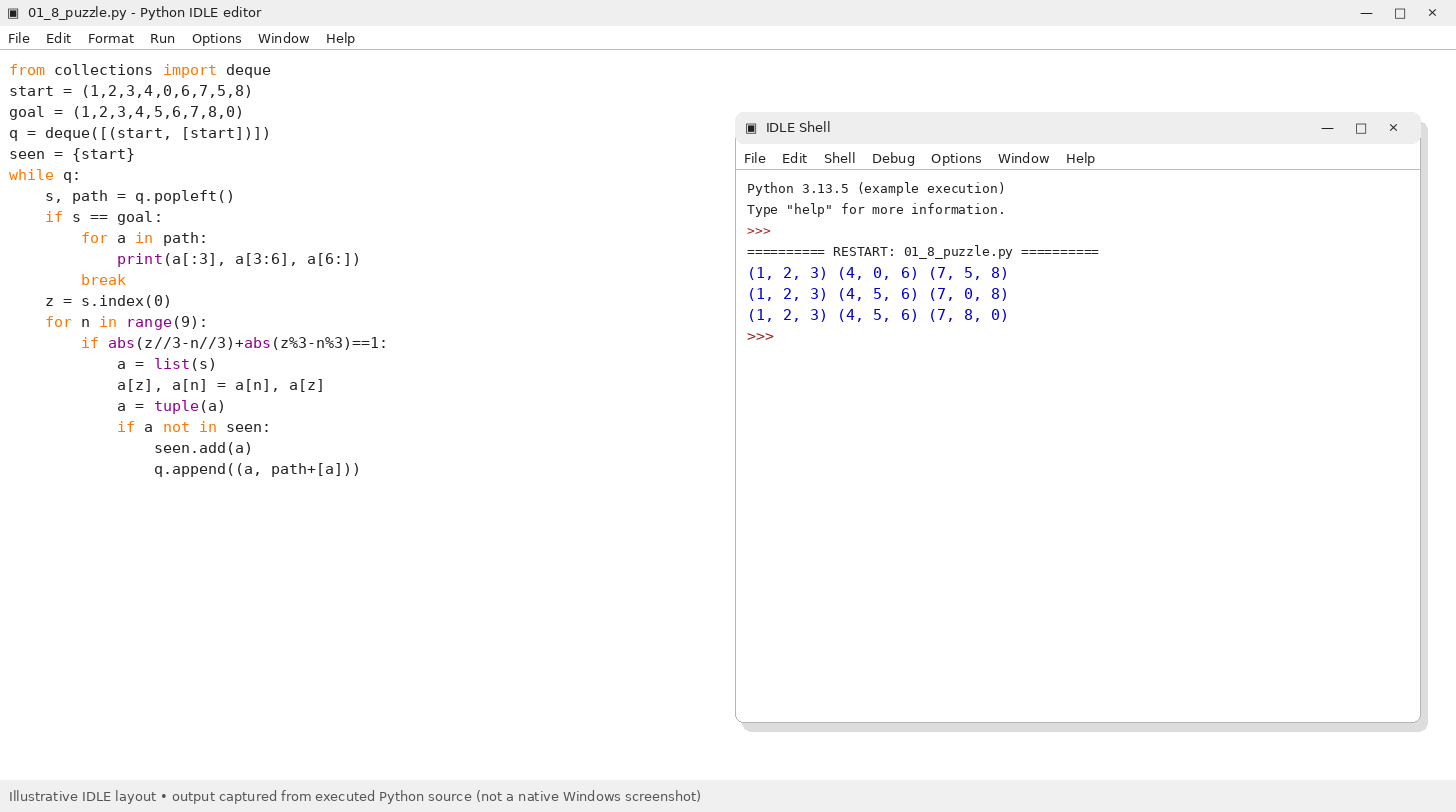 01_8_puzzle.py - Python IDLE editor
File Edit Format Run Options Window Help
from collections import deque
start = (1,2,3,4,0,6,7,5,8)
goal = (1,2,3,4,5,6,7,8,0)
q = deque([(start, [start])])
seen = {start}
while q:
    s, path = q.popleft()
    if s == goal:
        for a in path:
            print(a[:3], a[3:6], a[6:])
        break
    z = s.index(0)
    for n in range(9):
        if abs(z//3-n//3)+abs(z%3-n%3)==1:
            a = list(s)
            a[z], a[n] = a[n], a[z]
            a = tuple(a)
            if a not in seen:
                seen.add(a)
                q.append((a, path+[a]))
IDLE Shell
File Edit Shell Debug Options Window Help
Python 3.13.5 (example execution)
Type "help" for more information.
>>>
========== RESTART: 01_8_puzzle.py ==========
(1, 2, 3) (4, 0, 6) (7, 5, 8)
(1, 2, 3) (4, 5, 6) (7, 0, 8)
(1, 2, 3) (4, 5, 6) (7, 8, 0)
>>>
Illustrative IDLE layout • output captured from executed Python source (not a native Windows screenshot)